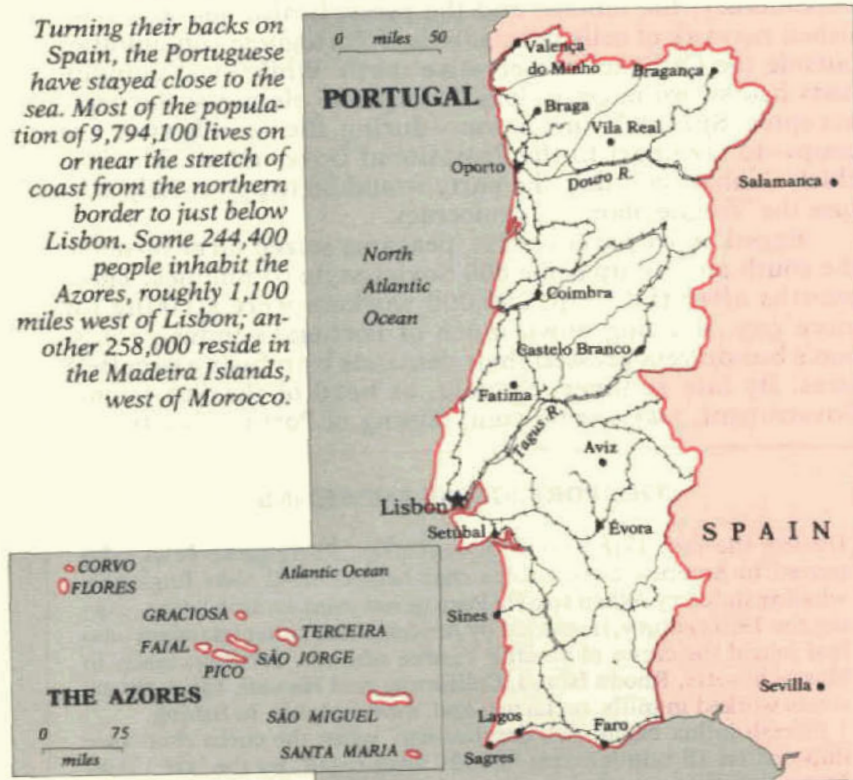 Turning their backs on
Spain, the Portuguese
have stayed close to the
sea. Most of the popula-
tion of 9,794,100 lives on
or near the stretch of
coast from the northern
border to just below
Lisbon. Some 244,400
people inhabit the
Azores, roughly 1,100
miles west of Lisbon; an-
other 258,000 reside in
the Madeira Islands,
west of Morocco.
0 miles 50
PORTUGAL
Valença
do Minho
Bragança
Braga
Vila Real
Oporto
Douro R.
Salamanca
North
Atlantic
Ocean
Coimbra
Castelo Branco
Fatima
Tagus R.
Aviz
Lisbon
Setúbal
Évora
SPAIN
Sines
Sevilla
Lagos
Faro
Sagres
CORVO
FLORES
Atlantic Ocean
GRACIOSA
TERCEIRA
FAIAL
SÃO JORGE
PICO
THE AZORES
SÃO MIGUEL
0 75
miles
SANTA MARIA